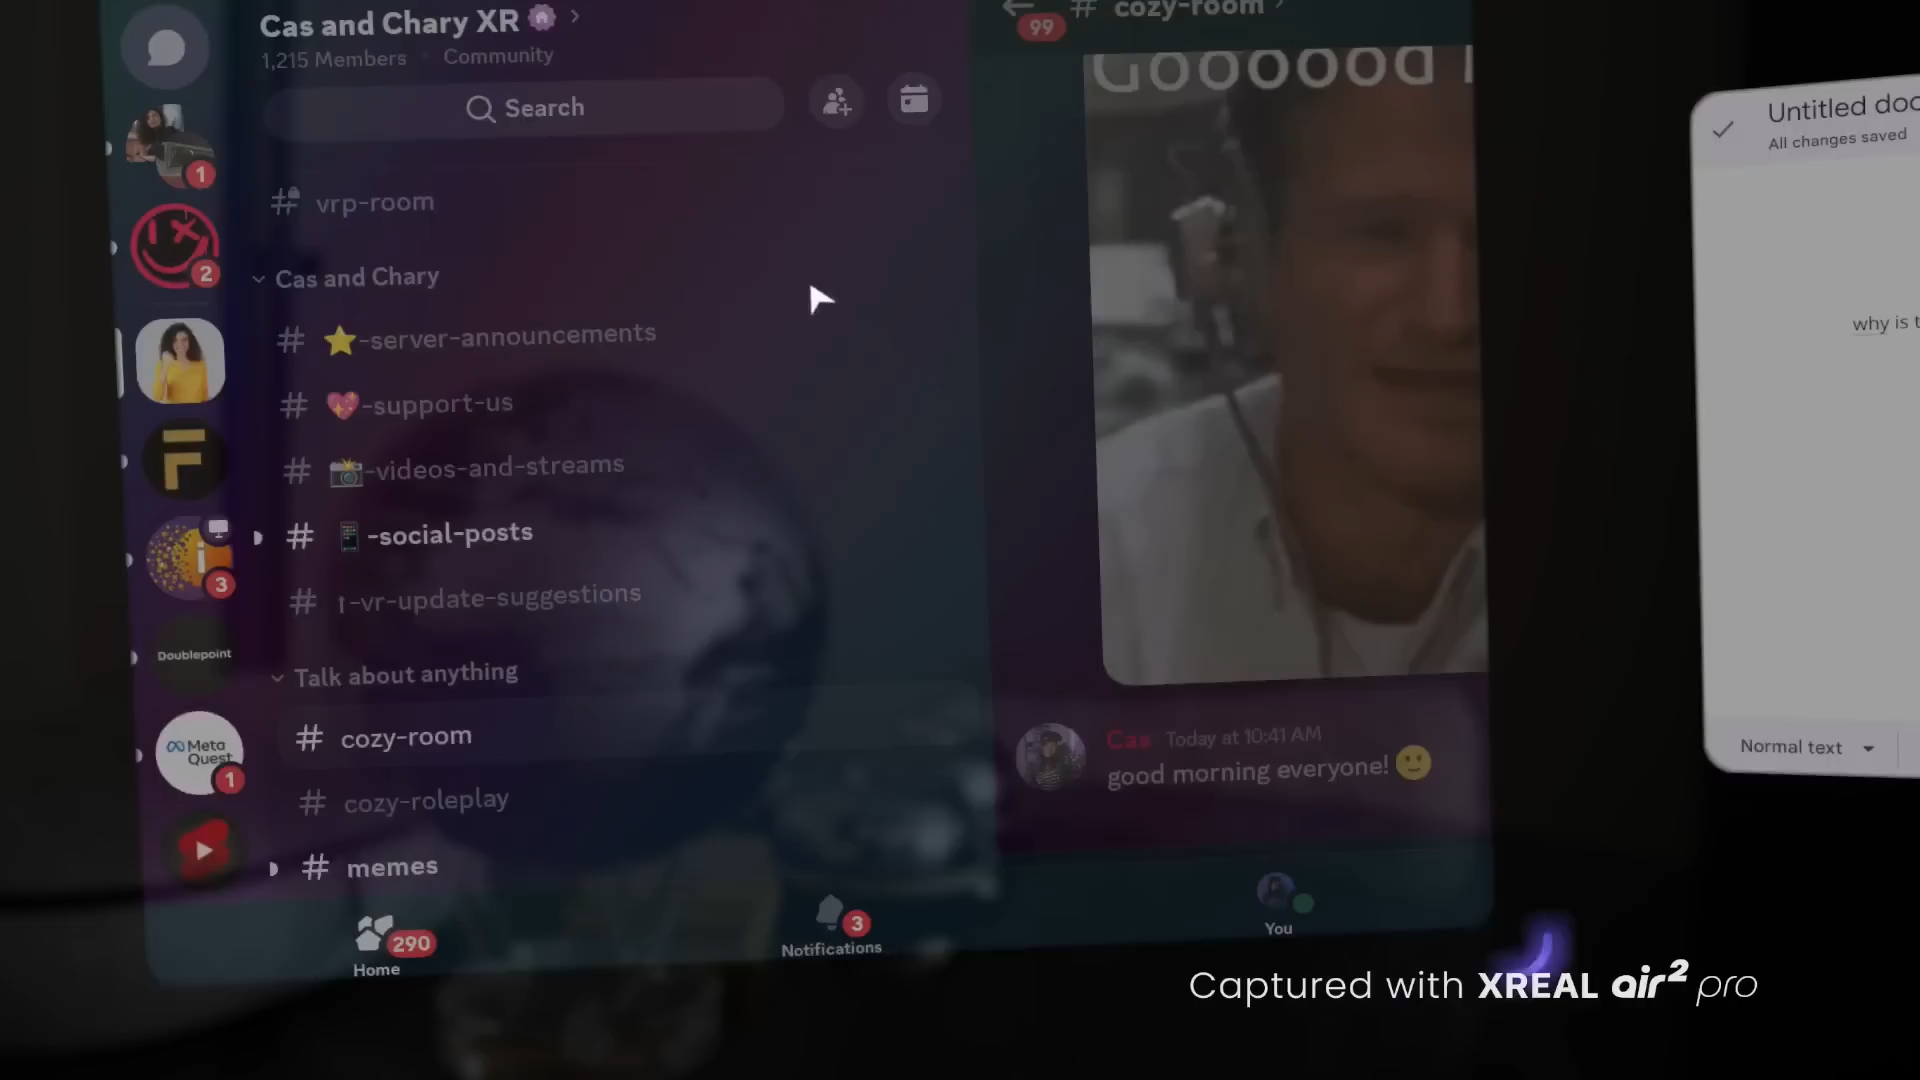 Cas and Chary XR
1,215 Members · Community
Search
vrp-room
Cas and Chary
-server-announcements
-support-us
-videos-and-streams
-social-posts
-vr-update-suggestions
Talk about anything
cozy-room
cozy-roleplay
memes
1
2
F
i
3
Doublepoint
Meta
Quest
1
290
Home
3
Notifications
You
99
# cozy-room
Gooooood
Cas Today at 10:41 AM
good morning everyone!
Untitled doc
All changes saved
why is t
Normal text
Captured with XREAL air² pro